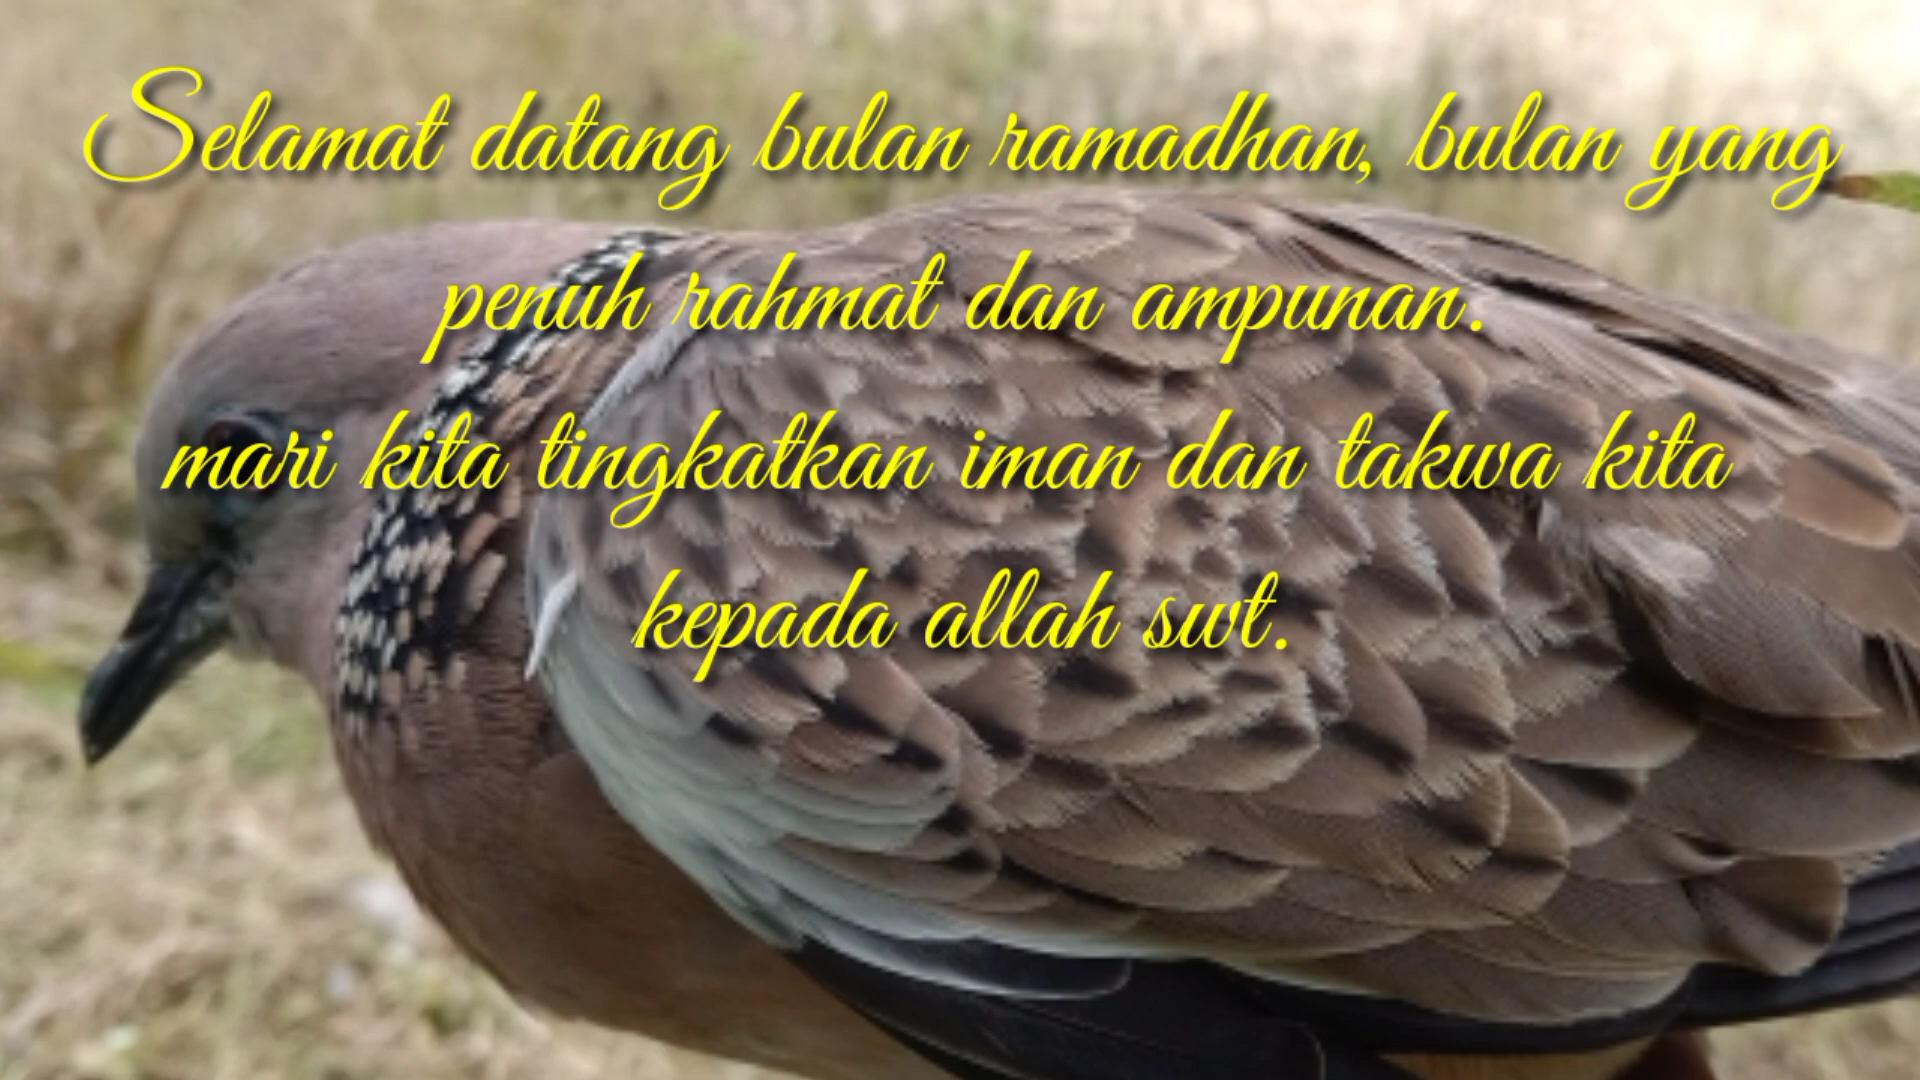 Selamat datang bulan ramadhan, bulan yang
penuh rahmat dan ampunan.
mari kita tingkatkan iman dan takwa kita
kepada allah swt.